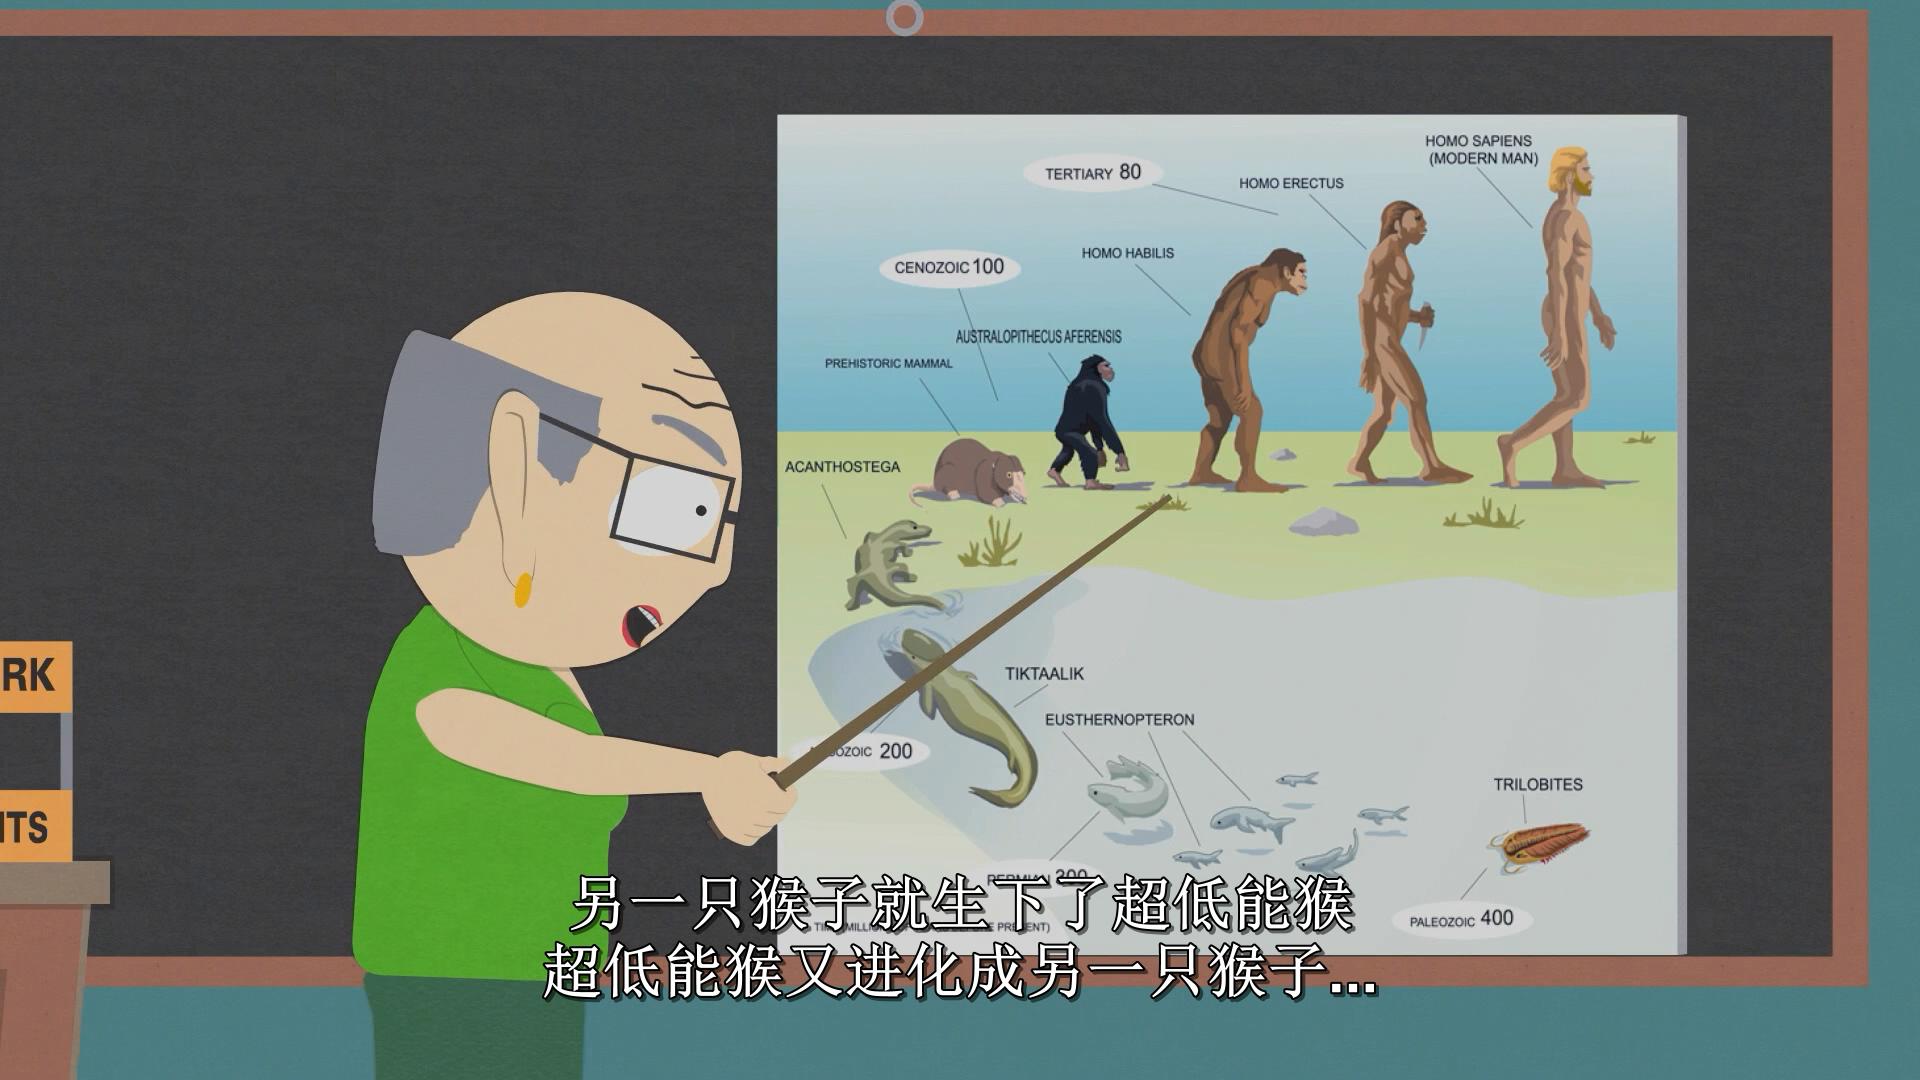 HOMO SAPIENS
(MODERN MAN)
TERTIARY 80
HOMO ERECTUS
HOMO HABILIS
CENOZOIC 100
AUSTRALOPITHECUS AFERENSIS
PREHISTORIC MAMMAL
ACANTHOSTEGA
TIKTAALIK
EUSTHERNOPTERON
200
TRILOBITES
PALEOZOIC 400
RK
ITS
另一只猴子就生下了超低能猴
超低能猴又进化成另一只猴子...